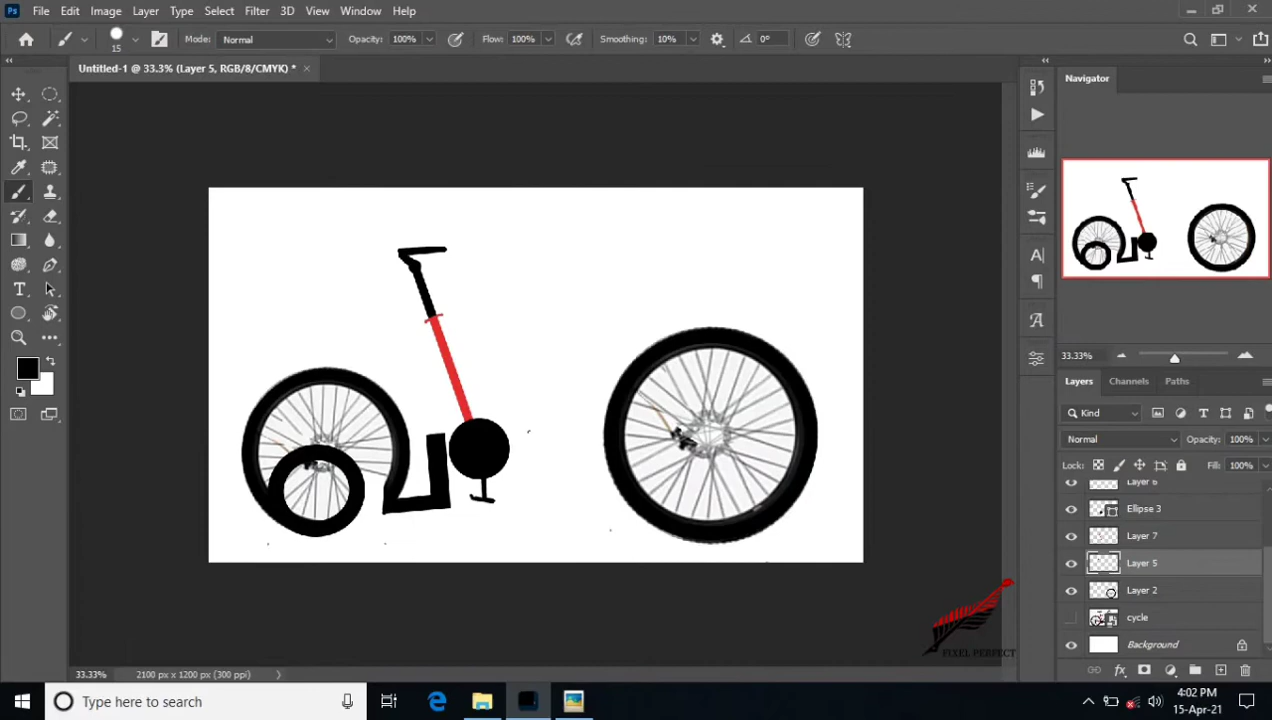 Ps File Edit Image Layer Type Select Filter 3D View Window Help
15 Mode: Normal Opacity: 100% Flow: 100% Smoothing: 10% 0°
Untitled-1 @ 33.3% (Layer 5, RGB/8/CMYK) *
Navigator
33.33%
Layers Channels Paths
Kind
Normal Opacity: 100%
Lock: Fill: 100%
Layer 6
Ellipse 3
Layer 7
Layer 5
Layer 2
cycle
Background
FIXEL PERFECT
33.33% 2100 px x 1200 px (300 ppi)
Type here to search
4:02 PM
15-Apr-21